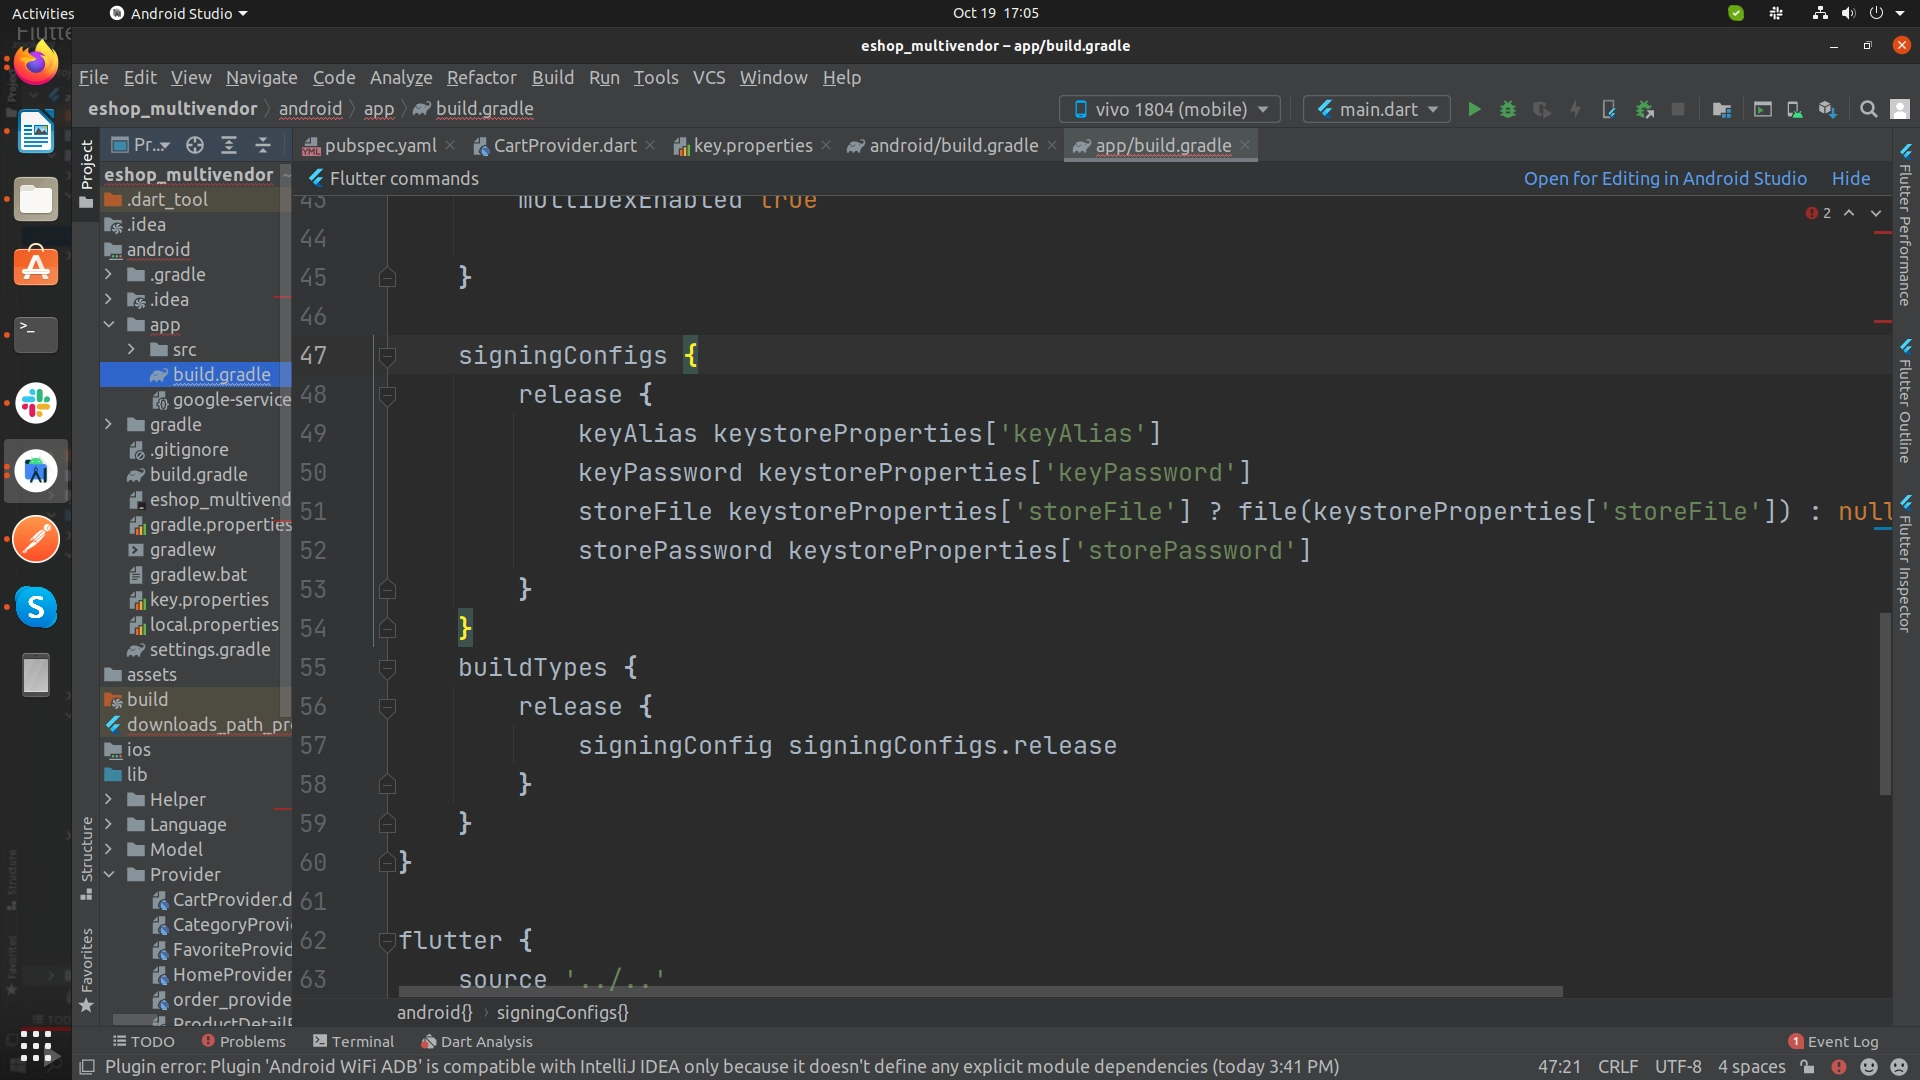 Activities
Android Studio
Oct 19 17:05
eshop_multivendor – app/build.gradle
File Edit View Navigate Code Analyze Refactor Build Run Tools VCS Window Help
eshop_multivendor android app build.gradle
vivo 1804 (mobile)
main.dart
Project
Pr...
pubspec.yaml
CartProvider.dart
key.properties
android/build.gradle
app/build.gradle
Flutter commands
Open for Editing in Android Studio
Hide
eshop_multivendor
.dart_tool
.idea
android
.gradle
.idea
app
src
build.gradle
google-service
gradle
.gitignore
build.gradle
eshop_multivend
gradle.properties
gradlew
gradlew.bat
key.properties
local.properties
settings.gradle
assets
build
downloads_path_pr
ios
lib
Helper
Language
Model
Provider
CartProvider.d
CategoryProvi
FavoriteProvid
HomeProvider
order_provide
43 multiDexEnabled true
44
45 }
46
47 signingConfigs {
48 release {
49 keyAlias keystoreProperties['keyAlias']
50 keyPassword keystoreProperties['keyPassword']
51 storeFile keystoreProperties['storeFile'] ? file(keystoreProperties['storeFile']) : null
52 storePassword keystoreProperties['storePassword']
53 }
54 }
55 buildTypes {
56 release {
57 signingConfig signingConfigs.release
58 }
59 }
60 }
61
62 flutter {
63 source '../..'
2
Flutter Performance
Flutter Outline
Flutter Inspector
Structure
Favorites
android{} › signingConfigs{}
TODO
Problems
Terminal
Dart Analysis
1 Event Log
Plugin error: Plugin 'Android WiFi ADB' is compatible with IntelliJ IDEA only because it doesn't define any explicit module dependencies (today 3:41 PM)
47:21 CRLF UTF-8 4 spaces